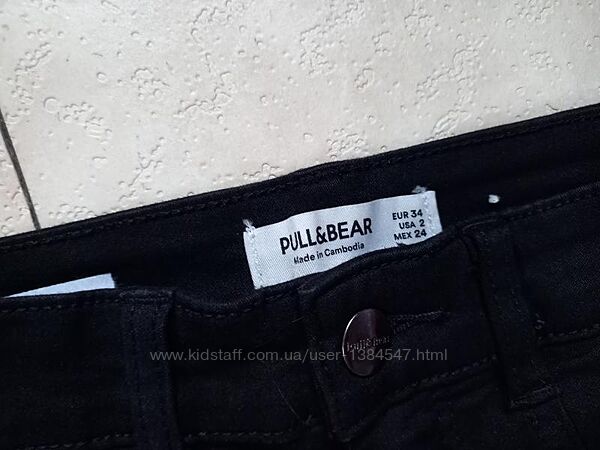 PULL&BEAR
Made in Cambodia
EUR 34
USA 2
MEX 24
pull&bear
www.kidstaff.com.ua/user-1384547.html